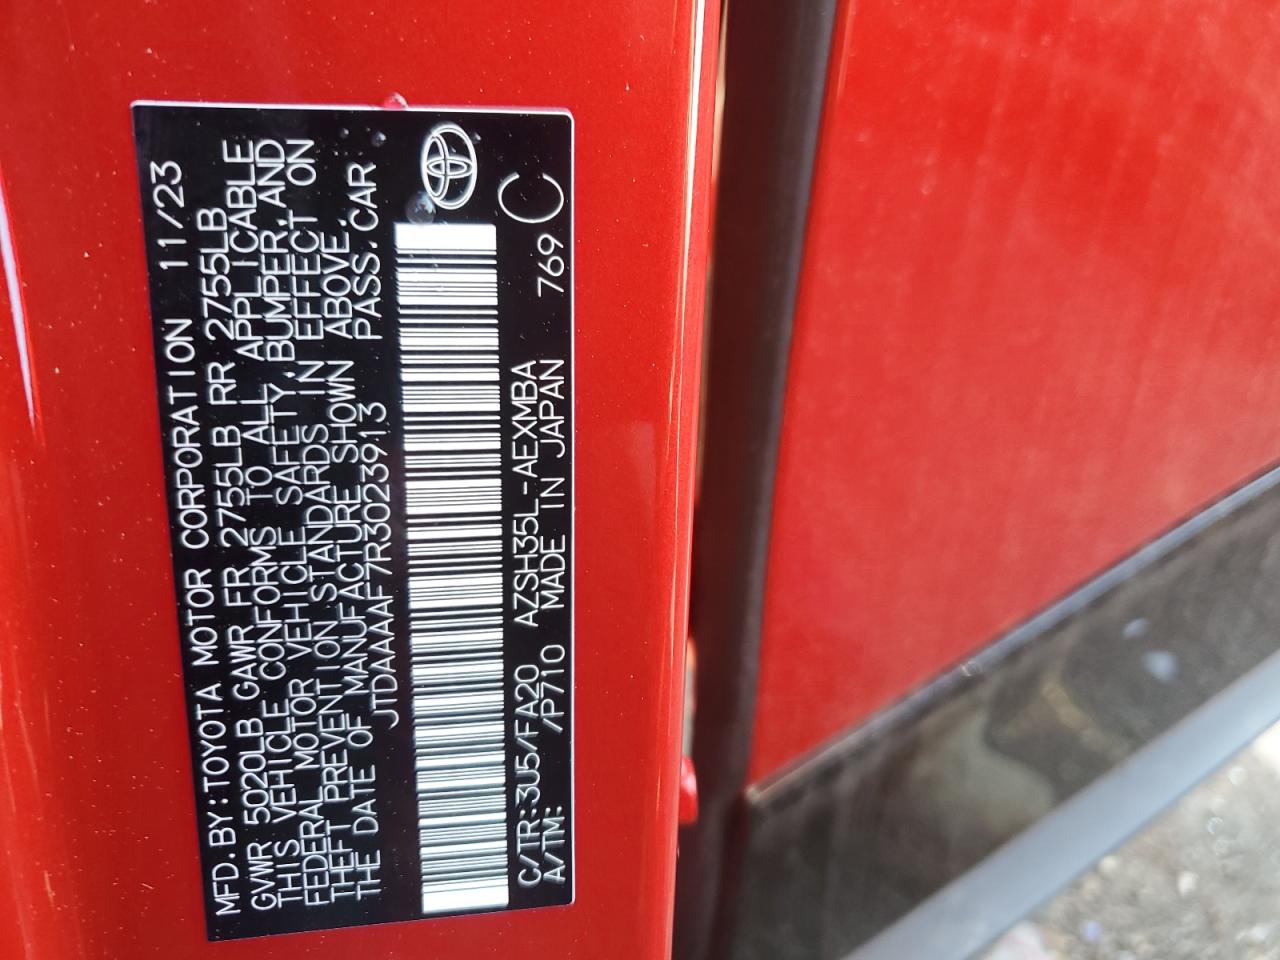 MFD.BY:TOYOTA MOTOR CORPORATION 11/23
GVWR 5020LB GAWR FR 2755LB RR 2755LB
THIS VEHICLE CONFORMS TO ALL APPLICABLE
FEDERAL MOTOR VEHICLE SAFETY,BUMPER,AND
THEFT PREVENTION STANDARDS IN EFFECT ON
THE DATE OF MANUFACTURE SHOWN ABOVE.
JTDAAAAF7R3023913 PASS.CAR
C/TR:3U5/FA20 AZSH35L-AEXMBA
A/TM: /P710 MADE IN JAPAN 769 C